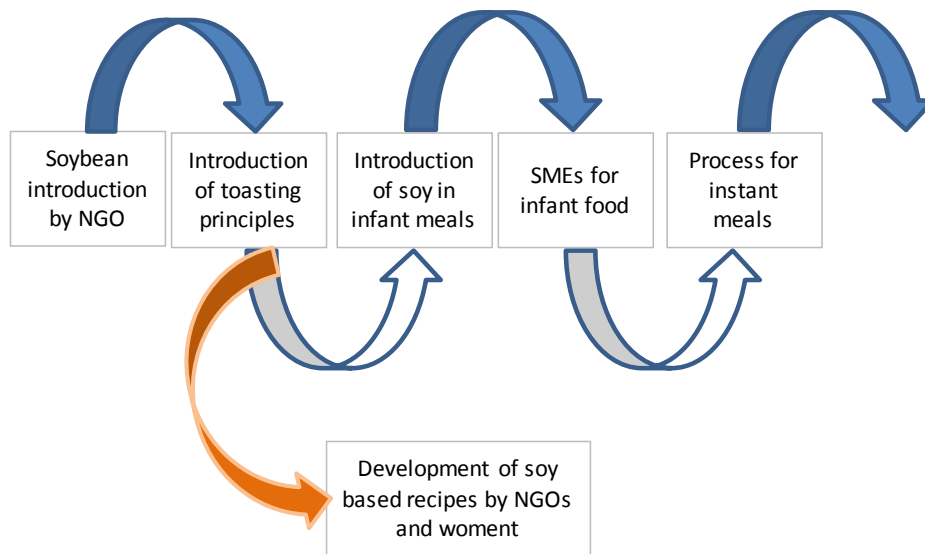 Soybean
introduction
by NGO
Introduction
of toasting
principles
Introduction
of soy in
infant meals
SMEs for
infant food
Process for
instant
meals
Development of soy
based recipes by NGOs
and woment